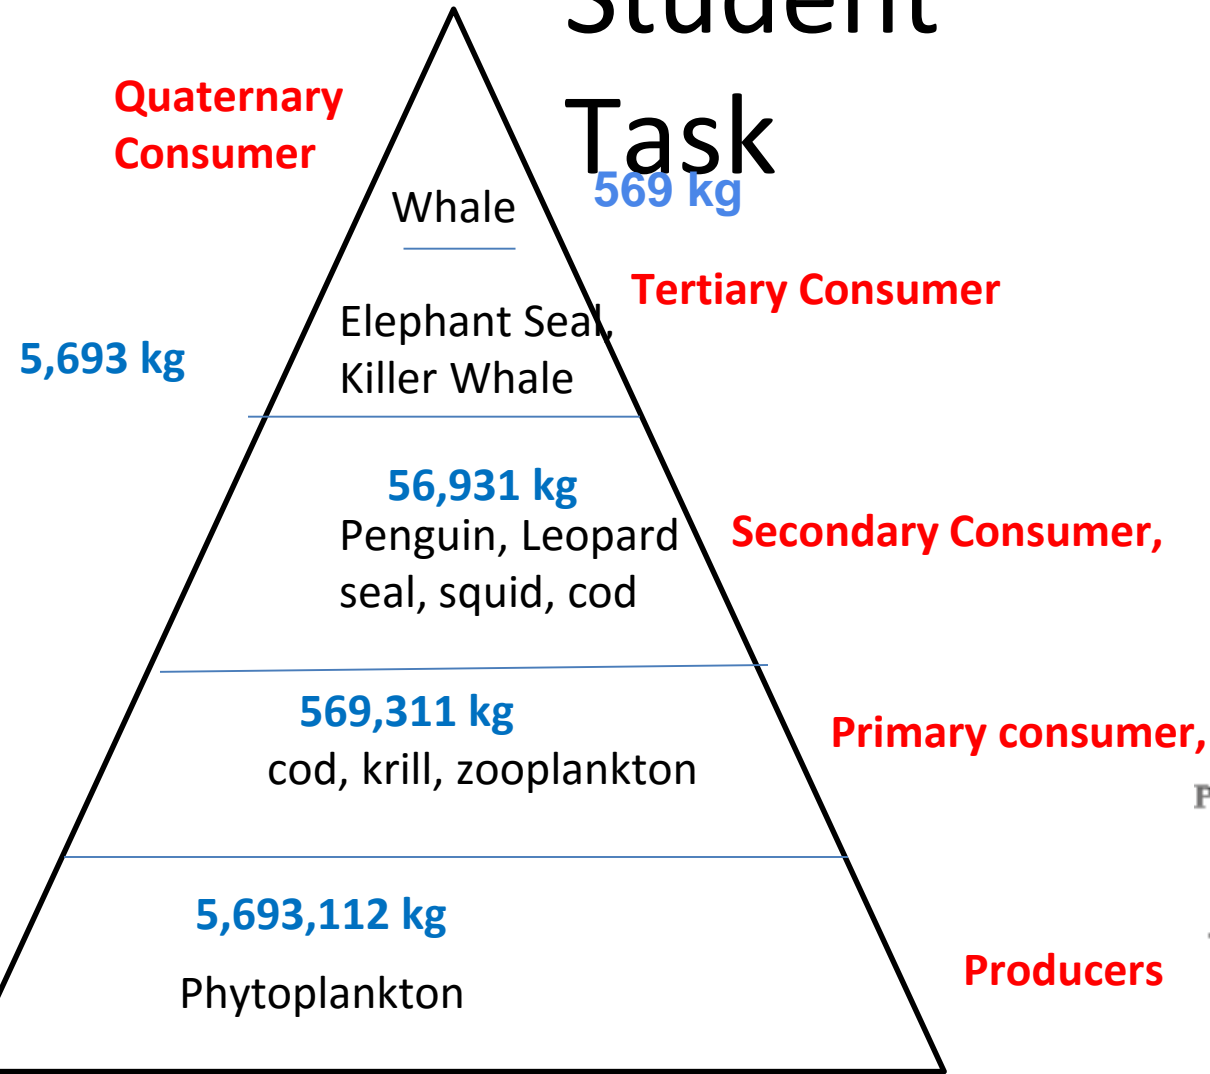 Student
Task
Quaternary
Consumer
569 kg
Whale
Tertiary Consumer
Elephant Seal,
Killer Whale
5,693 kg
56,931 kg
Penguin, Leopard
seal, squid, cod
Secondary Consumer,
569,311 kg
cod, krill, zooplankton
Primary consumer,
P
5,693,112 kg
Phytoplankton
Producers